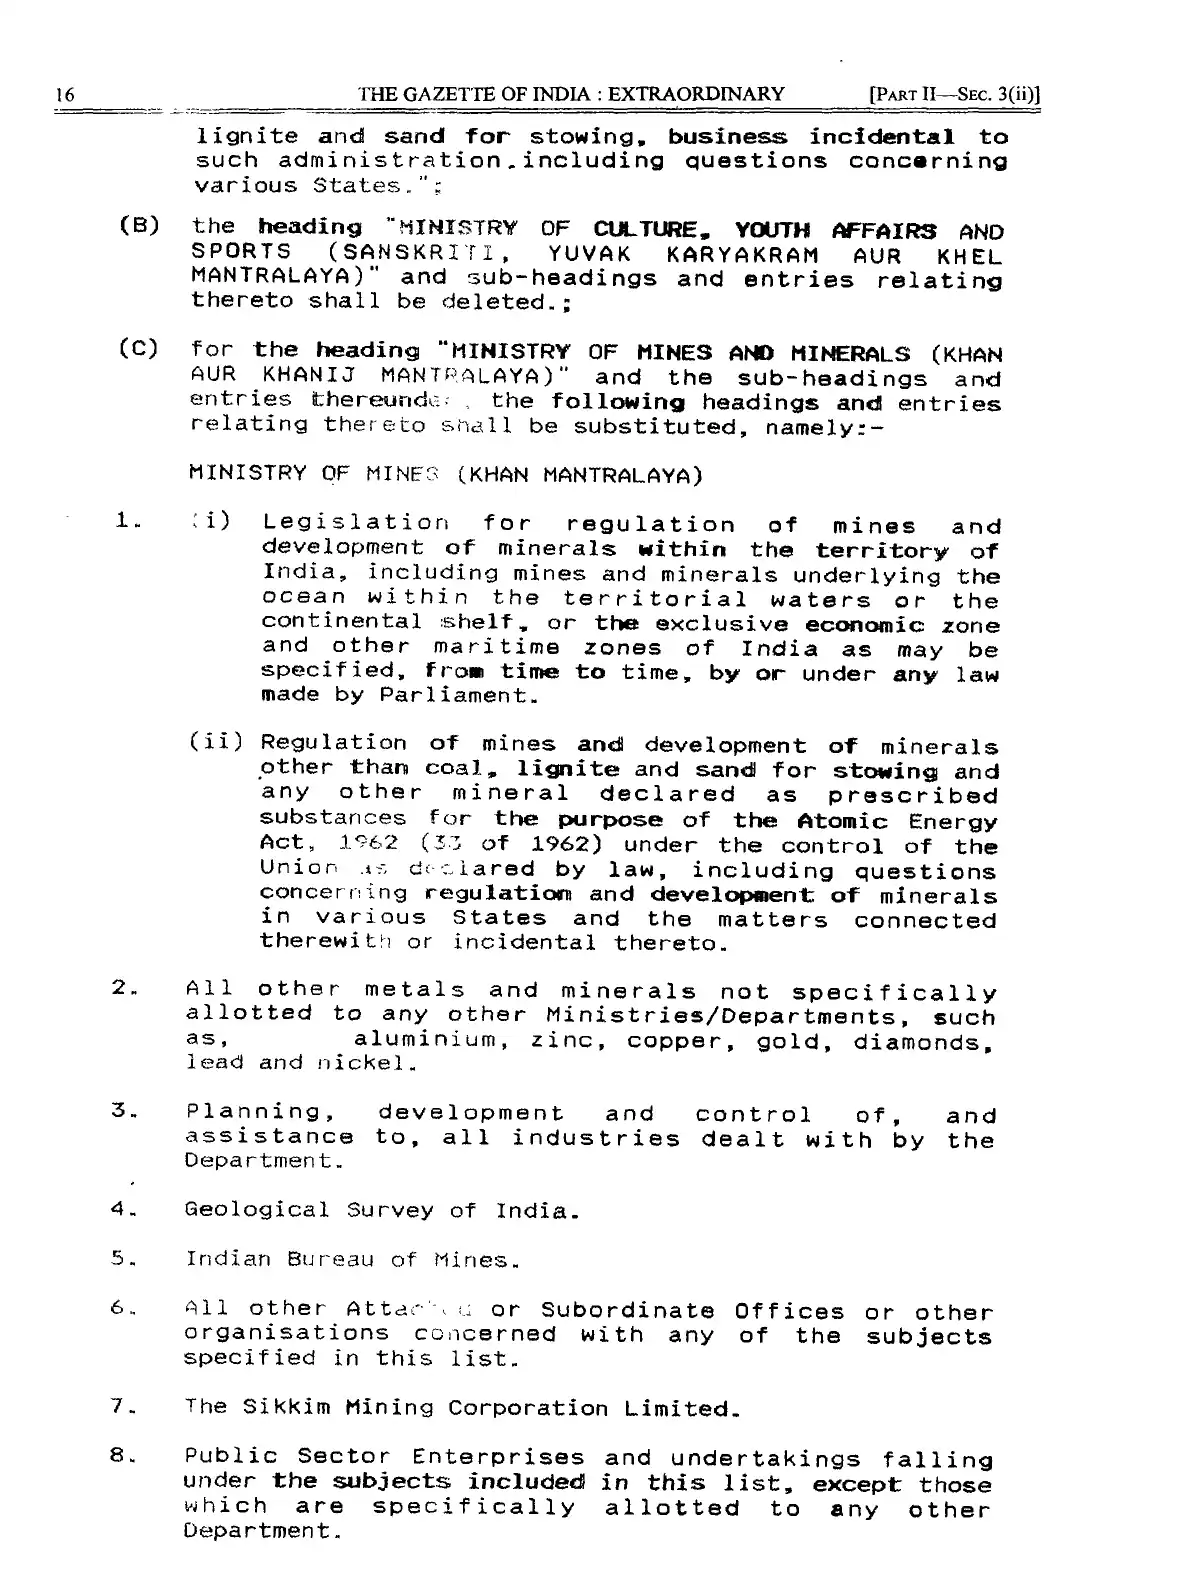 16 THE GAZETTE OF INDIA : EXTRAORDINARY [PART II—SEC. 3(ii)]
lignite and sand for stowing, business incidental to
such administration.including questions concerning
various States.";
(B) the heading "MINISTRY OF CULTURE, YOUTH AFFAIRS AND
SPORTS (SANSKRITI, YUVAK KARYAKRAM AUR KHEL
MANTRALAYA)" and sub-headings and entries relating
thereto shall be deleted.;
(C) for the heading "MINISTRY OF MINES AND MINERALS (KHAN
AUR KHANIJ MANTRALAYA)" and the sub-headings and
entries thereunder, the following headings and entries
relating thereto shall be substituted, namely:-
MINISTRY OF MINES (KHAN MANTRALAYA)
1. (i) Legislation for regulation of mines and
development of minerals within the territory of
India, including mines and minerals underlying the
ocean within the territorial waters or the
continental shelf, or the exclusive economic zone
and other maritime zones of India as may be
specified, from time to time, by or under any law
made by Parliament.
(ii) Regulation of mines and development of minerals
other than coal, lignite and sand for stowing and
any other mineral declared as prescribed
substances for the purpose of the Atomic Energy
Act, 1962 (33 of 1962) under the control of the
Union as declared by law, including questions
concerning regulation and development of minerals
in various States and the matters connected
therewith or incidental thereto.
2. All other metals and minerals not specifically
allotted to any other Ministries/Departments, such
as, aluminium, zinc, copper, gold, diamonds,
lead and nickel.
3. Planning, development and control of, and
assistance to, all industries dealt with by the
Department.
4. Geological Survey of India.
5. Indian Bureau of Mines.
6. All other Attached or Subordinate Offices or other
organisations concerned with any of the subjects
specified in this list.
7. The Sikkim Mining Corporation Limited.
8. Public Sector Enterprises and undertakings falling
under the subjects included in this list, except those
which are specifically allotted to any other
Department.